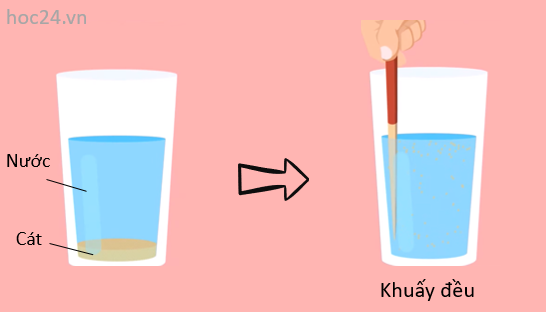 hoc24.vn
Nước
Cát
Khuấy đều